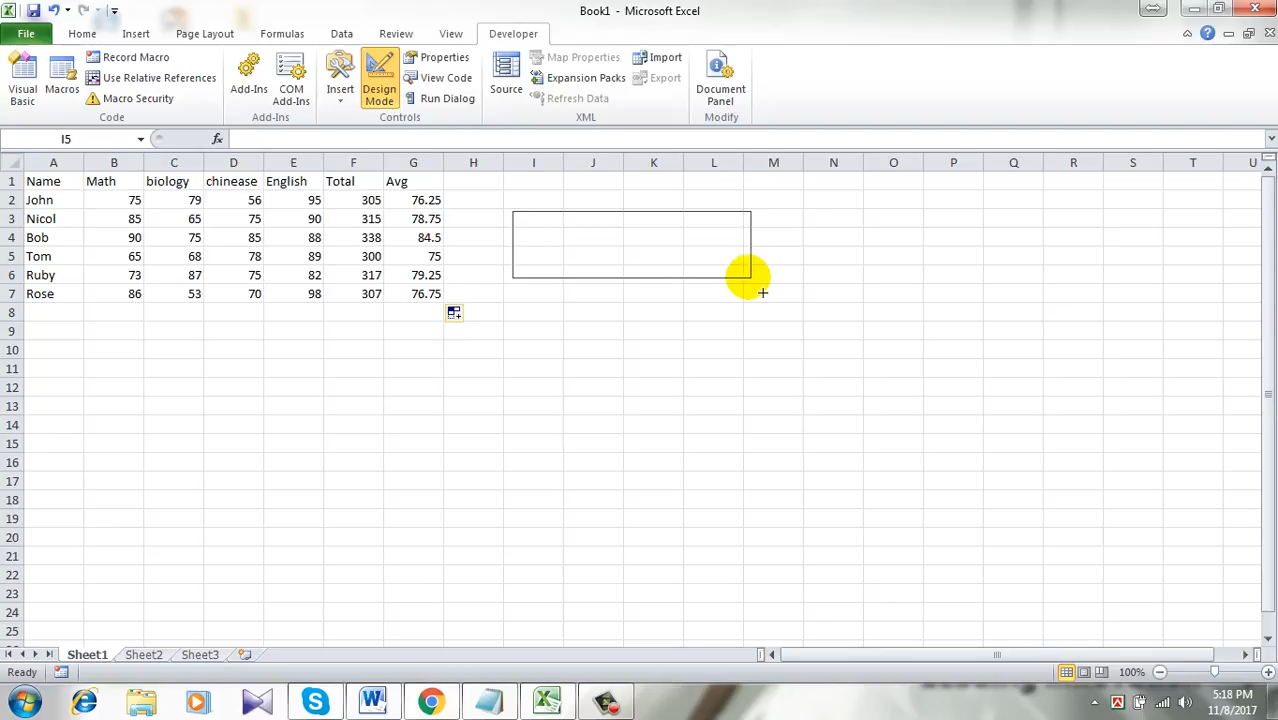 Book1 - Microsoft Excel
File Home Insert Page Layout Formulas Data Review View Developer
Visual Basic
Macros
Record Macro
Use Relative References
Macro Security
Code
Add-Ins
COM Add-Ins
Add-Ins
Insert
Design Mode
Properties
View Code
Run Dialog
Controls
Source
Map Properties
Expansion Packs
Refresh Data
Import
Export
XML
Document Panel
Modify
I5 fx
A B C D E F G H I J K L M N O P Q R S T U
1 Name Math biology chinease English Total Avg
2 John 75 79 56 95 305 76.25
3 Nicol 85 65 75 90 315 78.75
4 Bob 90 75 85 88 338 84.5
5 Tom 65 68 78 89 300 75
6 Ruby 73 87 75 82 317 79.25
7 Rose 86 53 70 98 307 76.75
8
9
10
11
12
13
14
15
16
17
18
19
20
21
22
23
24
25
Sheet1 Sheet2 Sheet3
Ready 100%
5:18 PM
11/8/2017